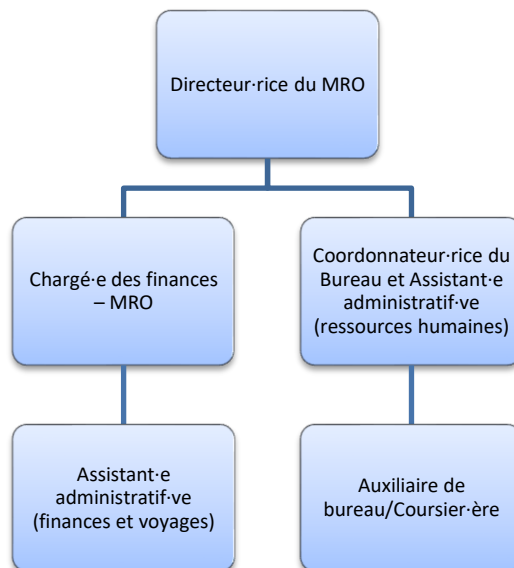 Directeur·rice du MRO
Chargé·e des finances
– MRO
Coordonnateur·rice du
Bureau et Assistant·e
administratif·ve
(ressources humaines)
Assistant·e
administratif·ve
(finances et voyages)
Auxiliaire de
bureau/Coursier·ère